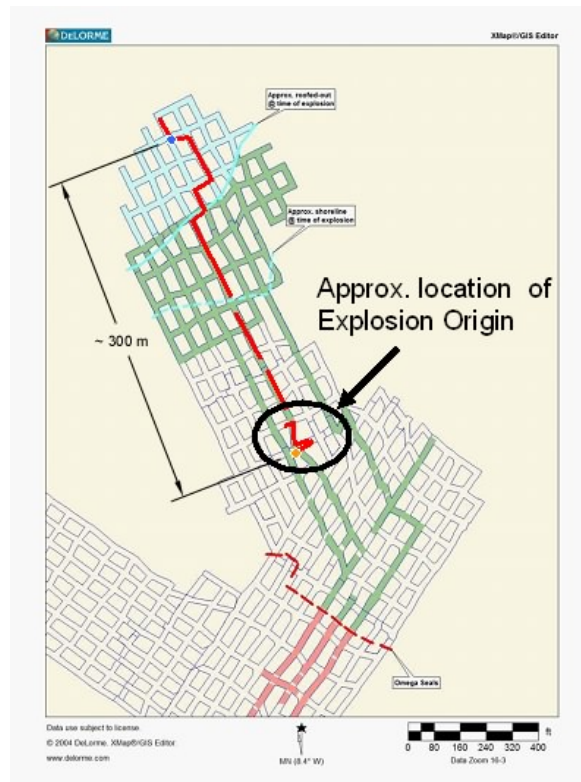 DELORME
XMap®/GIS Editor
Approx. roofed-out
@ time of explosion
Approx. shoreline
@ time of explosion
Approx. location of
Explosion Origin
~ 300 m
Omega Seals
Data use subject to license.
© 2004 DeLorme. XMap®/GIS Editor.
www.delorme.com
MN (8.4° W)
ft
0 80 160 240 320 400
Data Zoom 16-3